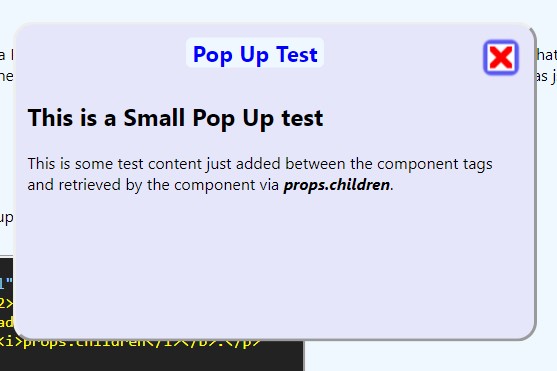 Pop Up Test
This is a Small Pop Up test
This is some test content just added between the component tags
and retrieved by the component via props.children.
<i>props.children</i></b>.</p>